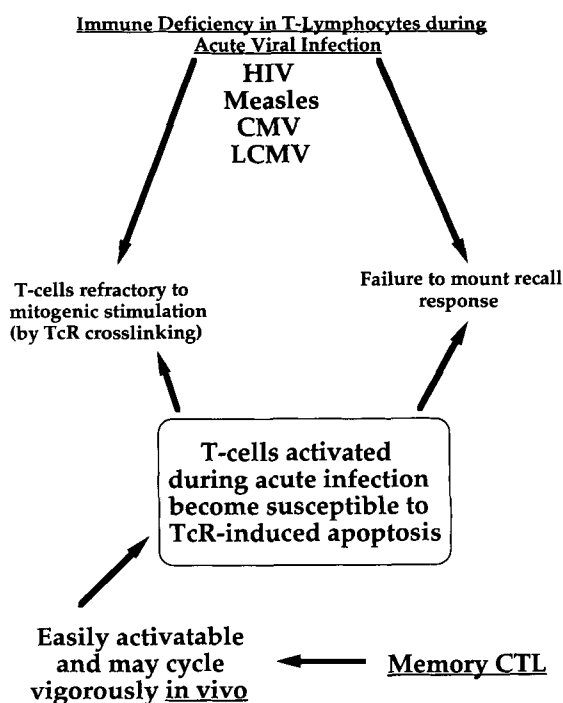 Immune Deficiency in T-Lymphocytes during
Acute Viral Infection
HIV
Measles
CMV
LCMV
T-cells refractory to
mitogenic stimulation
(by TcR crosslinking)
Failure to mount recall
response
T-cells activated
during acute infection
become susceptible to
TcR-induced apoptosis
Easily activatable
and may cycle
vigorously in vivo
Memory CTL